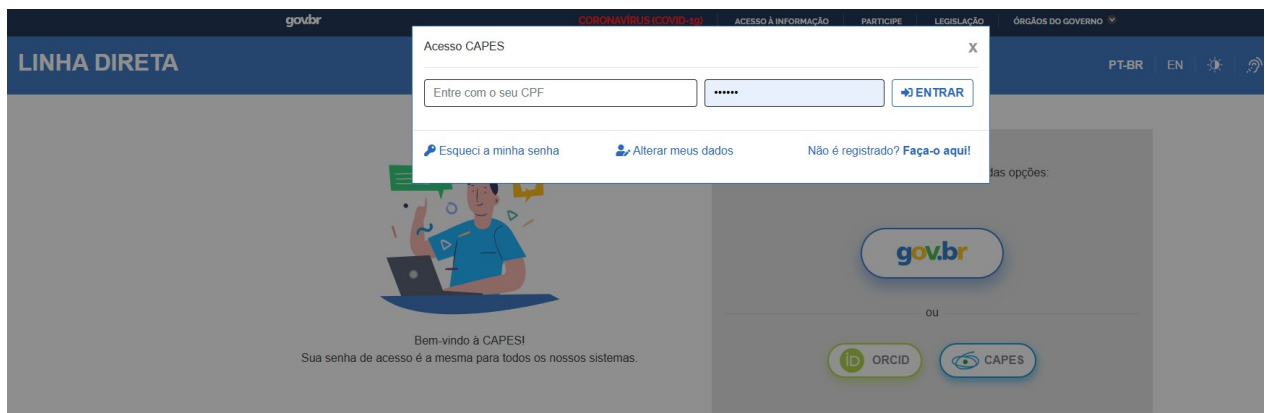 gov.br CORONAVÍRUS (COVID-19) ACESSO À INFORMAÇÃO PARTICIPE LEGISLAÇÃO ÓRGÃOS DO GOVERNO
LINHA DIRETA
PT-BR EN
Acesso CAPES X
Entre com o seu CPF •••••• ENTRAR
Esqueci a minha senha Alterar meus dados Não é registrado? Faça-o aqui!
das opções:
gov.br
ou
ORCID CAPES
Bem-vindo à CAPES!
Sua senha de acesso é a mesma para todos os nossos sistemas.